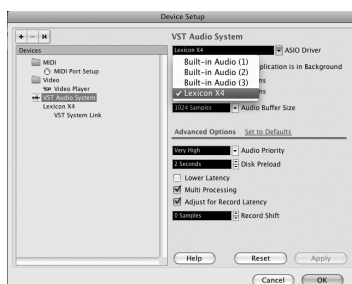 Device Setup
VST Audio System
Devices
MIDI
MIDI Port Setup
Video
Video Player
VST Audio System
Lexicon X4
VST System Link
Lexicon X4
ASIO Driver
Built-in Audio (1)
plication is in Background
Built-in Audio (2)
ns
Built-in Audio (3)
ns
✓ Lexicon X4
1024 Samples
Audio Buffer Size
Advanced Options
Set to Defaults
Very High
Audio Priority
2 Seconds
Disk Preload
Lower Latency
Multi Processing
Adjust for Record Latency
0 Samples
Record Shift
Help
Reset
Apply
Cancel
OK